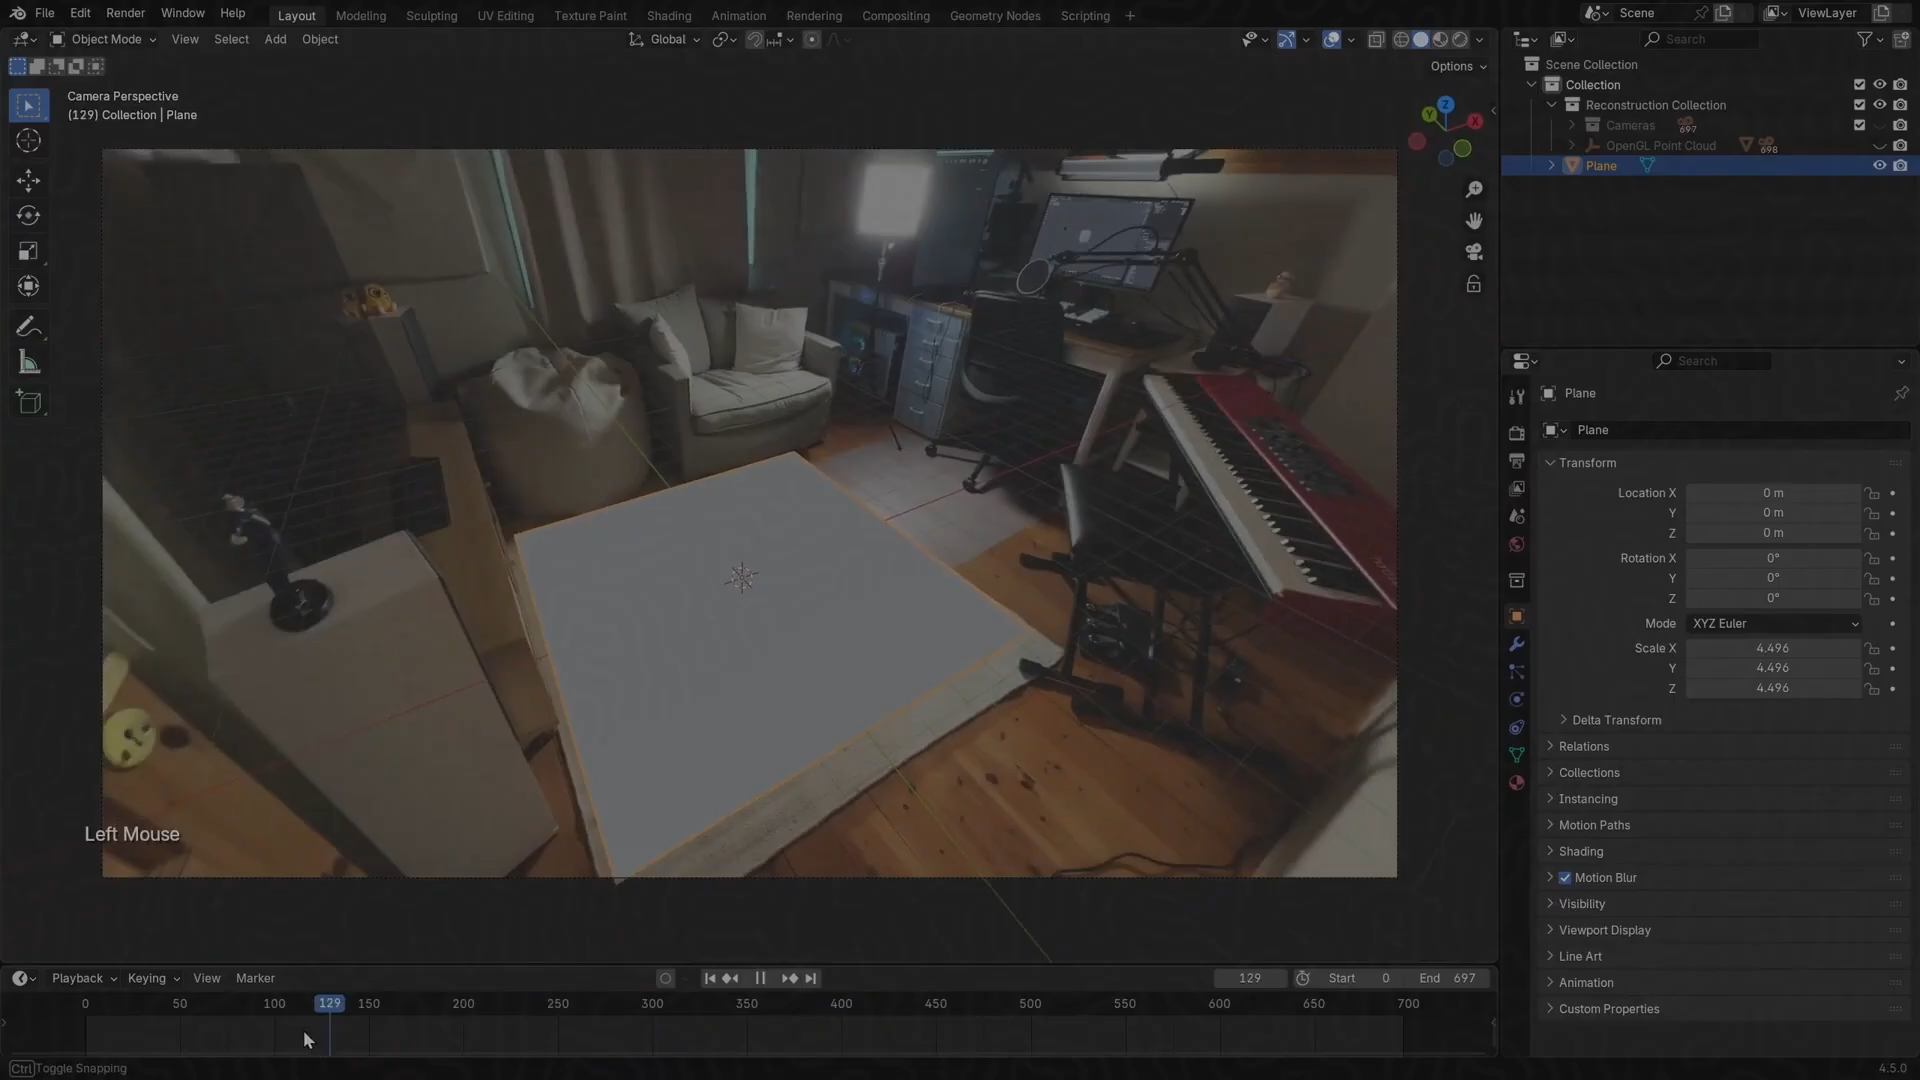 File Edit Render Window Help Layout Modeling Sculpting UV Editing Texture Paint Shading Animation Rendering Compositing Geometry Nodes Scripting + Scene ViewLayer
Object Mode View Select Add Object Global Search
Options
Camera Perspective
(129) Collection | Plane
Scene Collection
Collection
Reconstruction Collection
Cameras 697
OpenGL Point Cloud 698
Plane
Z
Y
X
Search
Plane
Plane
Transform
Location X 0 m
Y 0 m
Z 0 m
Rotation X 0°
Y 0°
Z 0°
Mode XYZ Euler
Scale X 4.496
Y 4.496
Z 4.496
Delta Transform
Relations
Collections
Instancing
Motion Paths
Shading
Motion Blur
Visibility
Viewport Display
Line Art
Animation
Custom Properties
Left Mouse
Playback Keying View Marker 129 Start 0 End 697
0 50 100 129 150 200 250 300 350 400 450 500 550 600 650 700
Ctrl Toggle Snapping 4.5.0